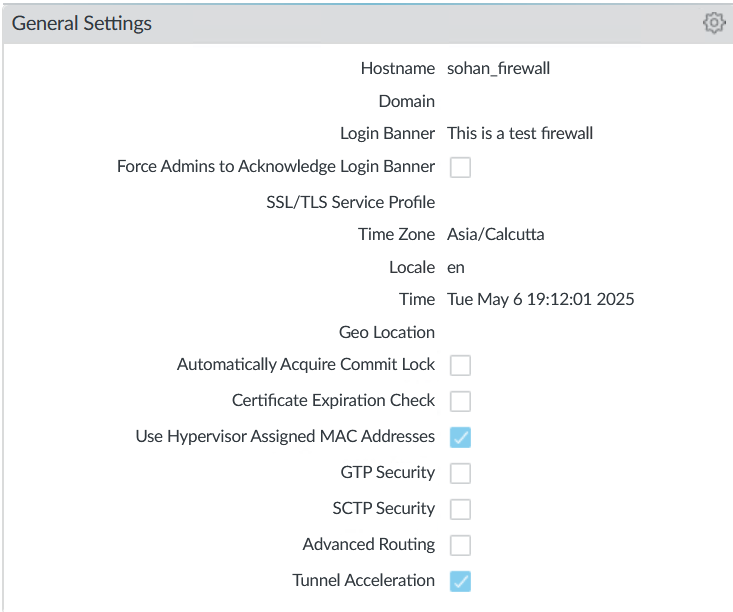 General Settings
Hostname sohan_firewall
Domain
Login Banner This is a test firewall
Force Admins to Acknowledge Login Banner
SSL/TLS Service Profile
Time Zone Asia/Calcutta
Locale en
Time Tue May 6 19:12:01 2025
Geo Location
Automatically Acquire Commit Lock
Certificate Expiration Check
Use Hypervisor Assigned MAC Addresses
GTP Security
SCTP Security
Advanced Routing
Tunnel Acceleration